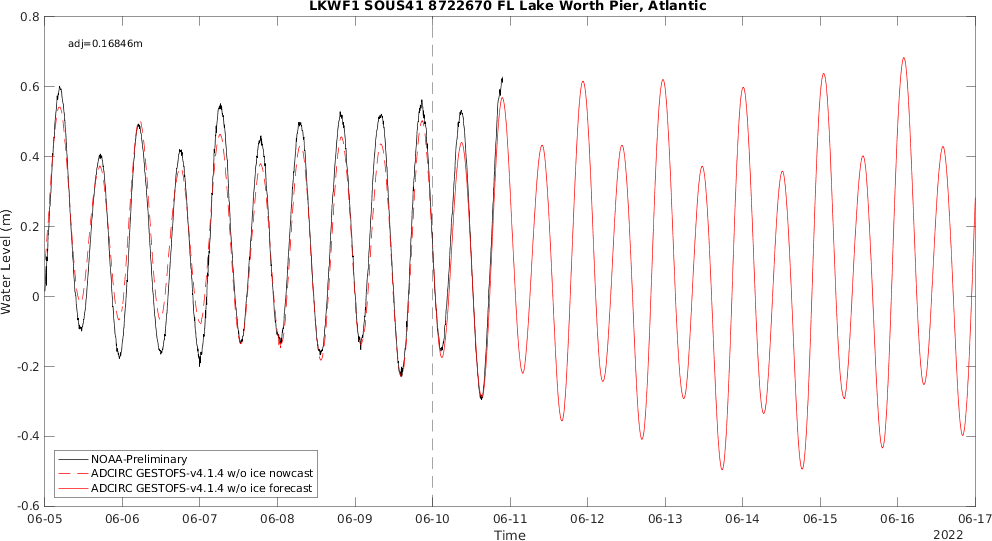 LKWF1 SOUS41 8722670 FL Lake Worth Pier, Atlantic
adj=0.16846m
0.8
0.6
0.4
0.2
0
-0.2
-0.4
-0.6
Water Level (m)
NOAA-Preliminary
ADCIRC GESTOFS-v4.1.4 w/o ice nowcast
ADCIRC GESTOFS-v4.1.4 w/o ice forecast
06-05 06-06 06-07 06-08 06-09 06-10 06-11 06-12 06-13 06-14 06-15 06-16 06-17
Time
2022